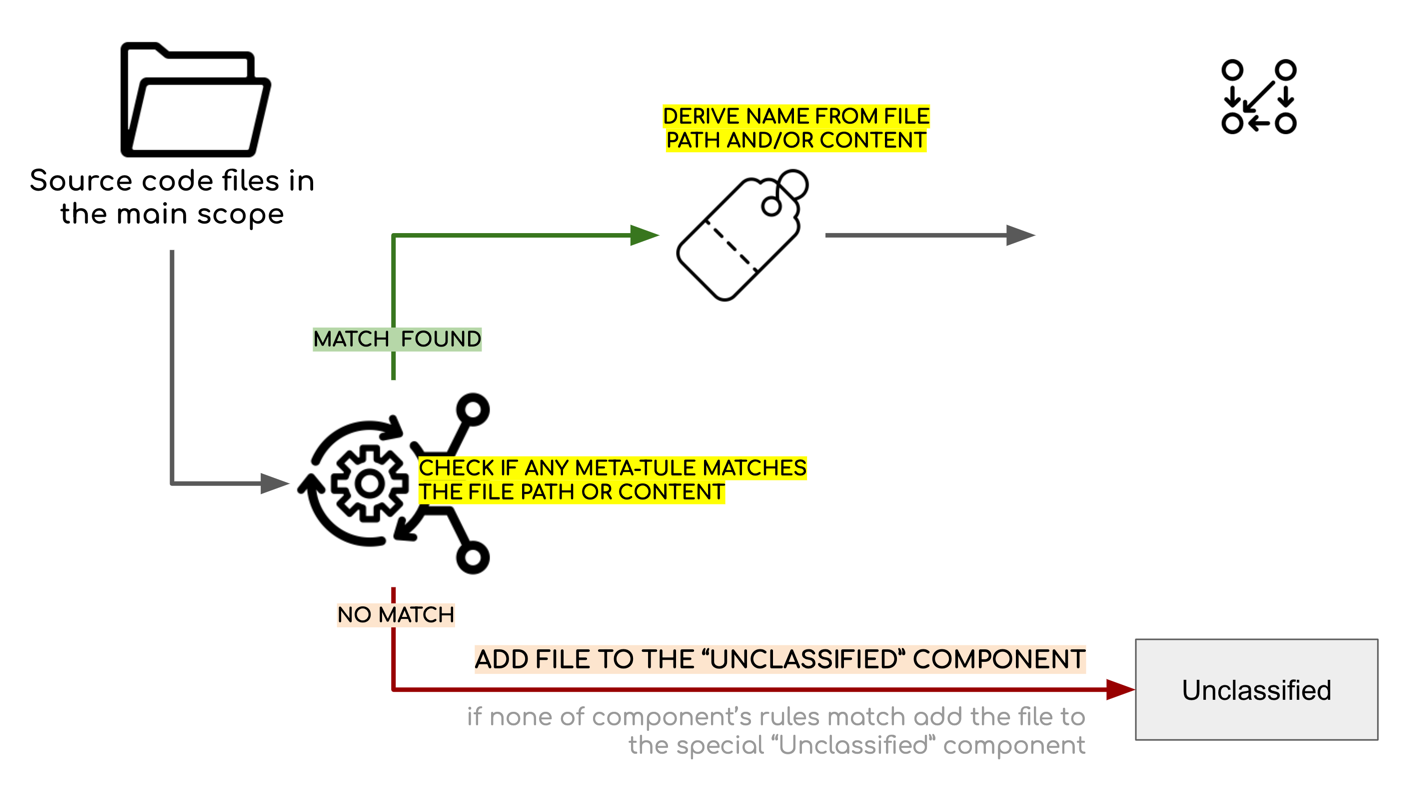 Source code files in
the main scope
DERIVE NAME FROM FILE
PATH AND/OR CONTENT
MATCH FOUND
CHECK IF ANY META-TULE MATCHES
THE FILE PATH OR CONTENT
NO MATCH
ADD FILE TO THE “UNCLASSIFIED” COMPONENT
if none of component’s rules match add the file to
the special “Unclassified” component
Unclassified